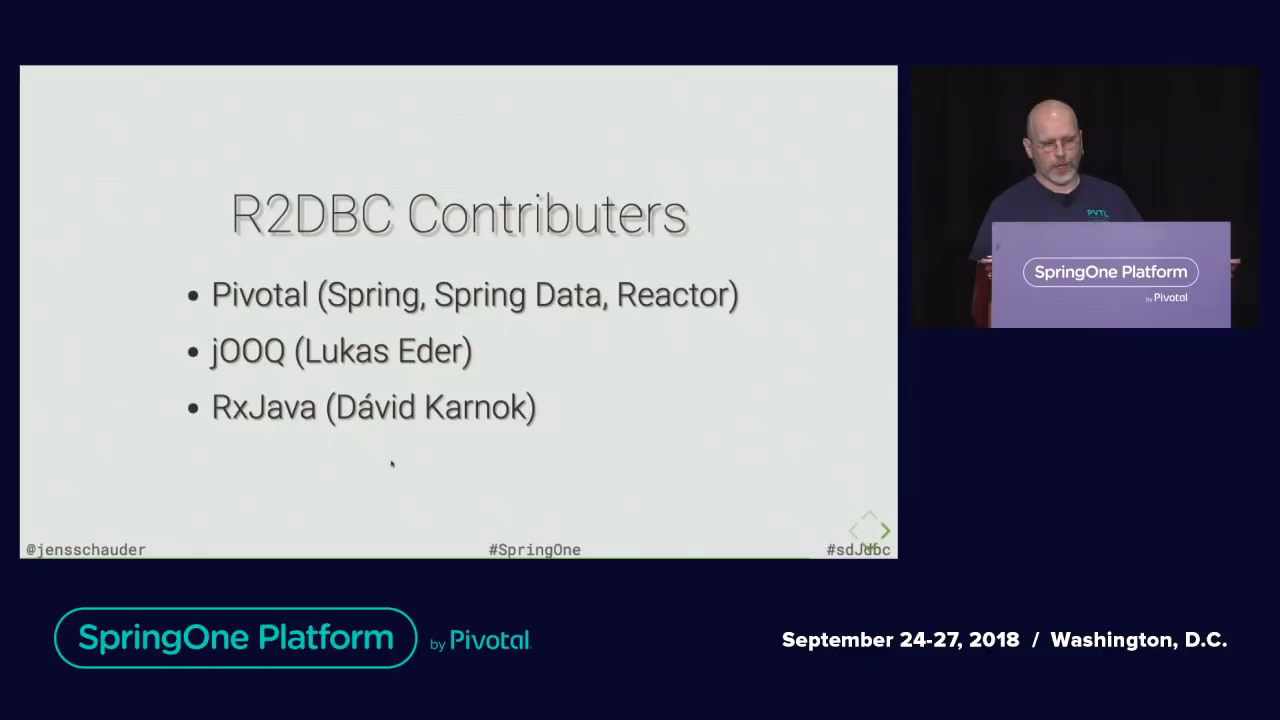 R2DBC Contributers
• Pivotal (Spring, Spring Data, Reactor)
• jOOQ (Lukas Eder)
• RxJava (Dávid Karnok)
@jensschauder
#SpringOne
#sdJdbc
PVTL
SpringOne Platform
by Pivotal
SpringOne Platform by Pivotal.
September 24-27, 2018 / Washington, D.C.